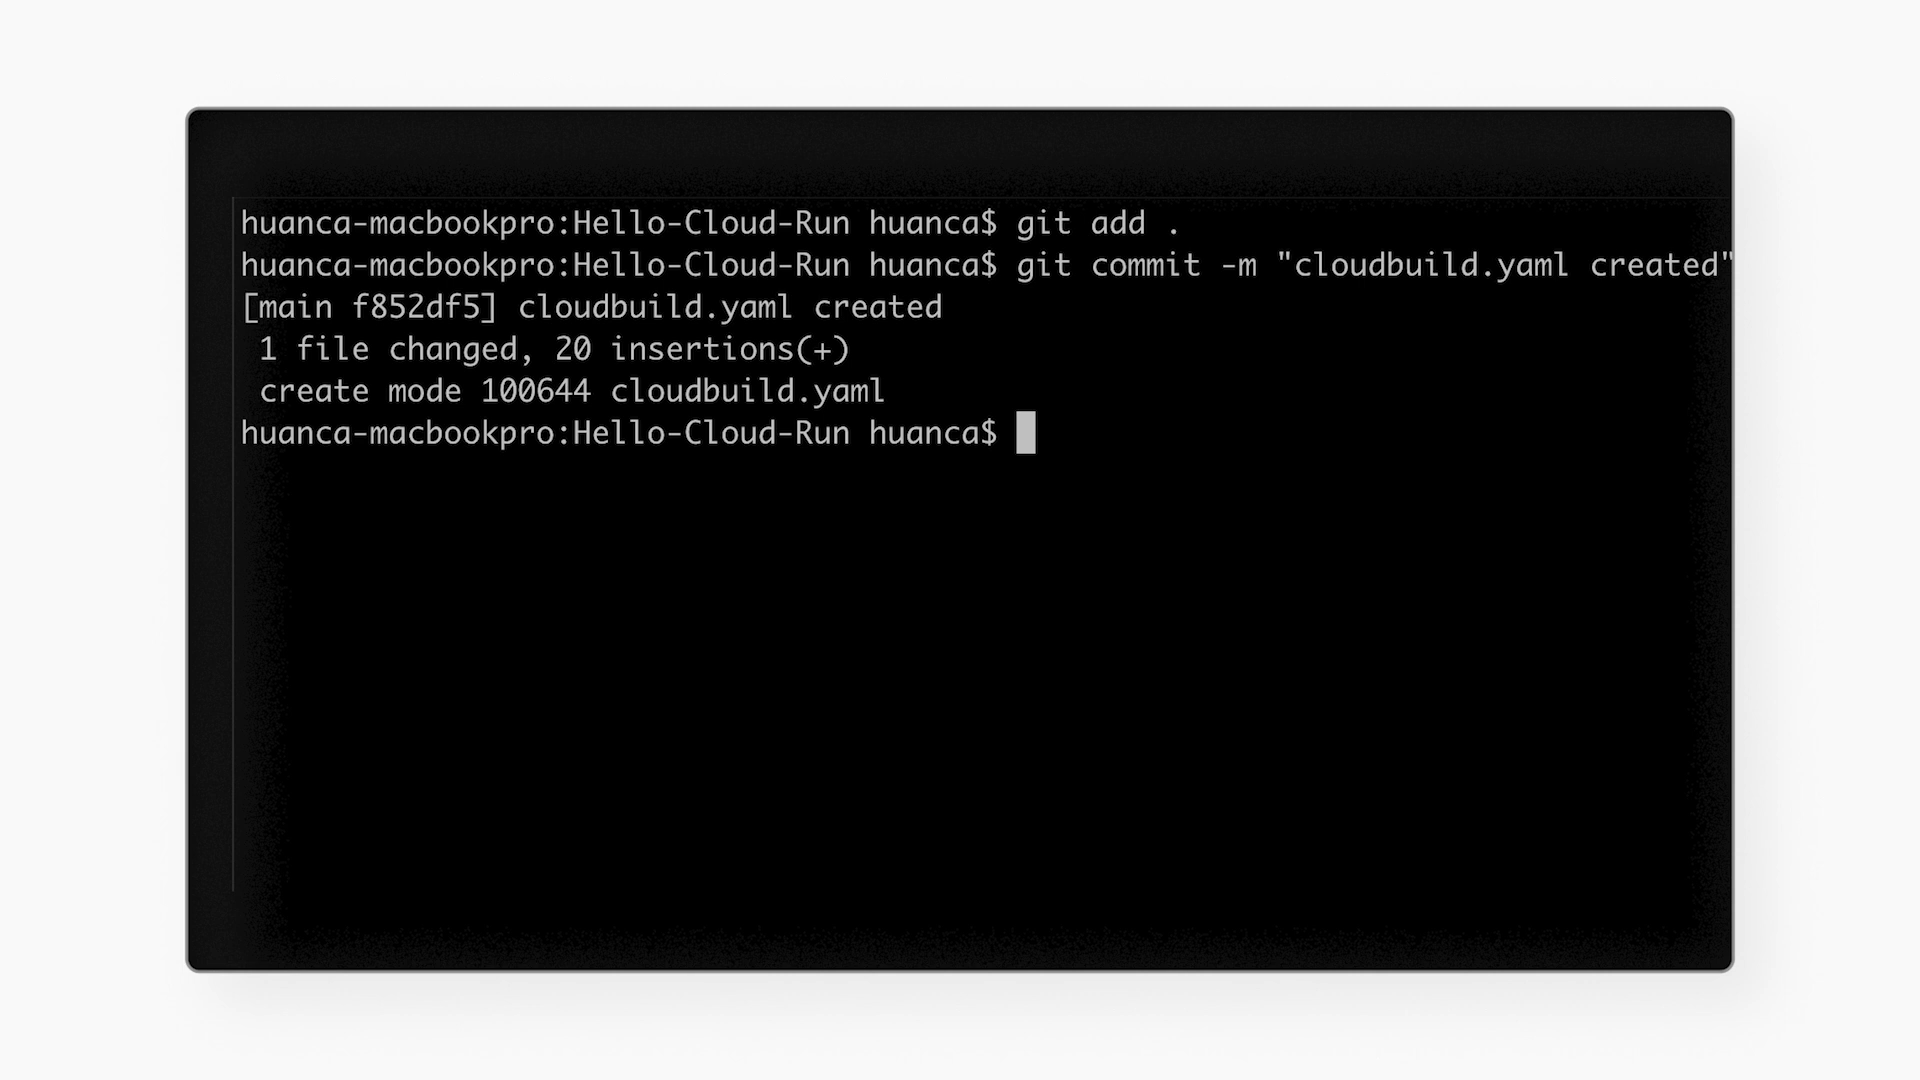 huanca-macbookpro:Hello-Cloud-Run huanca$ git add .
huanca-macbookpro:Hello-Cloud-Run huanca$ git commit -m "cloudbuild.yaml created"
[main f852df5] cloudbuild.yaml created
 1 file changed, 20 insertions(+)
 create mode 100644 cloudbuild.yaml
huanca-macbookpro:Hello-Cloud-Run huanca$